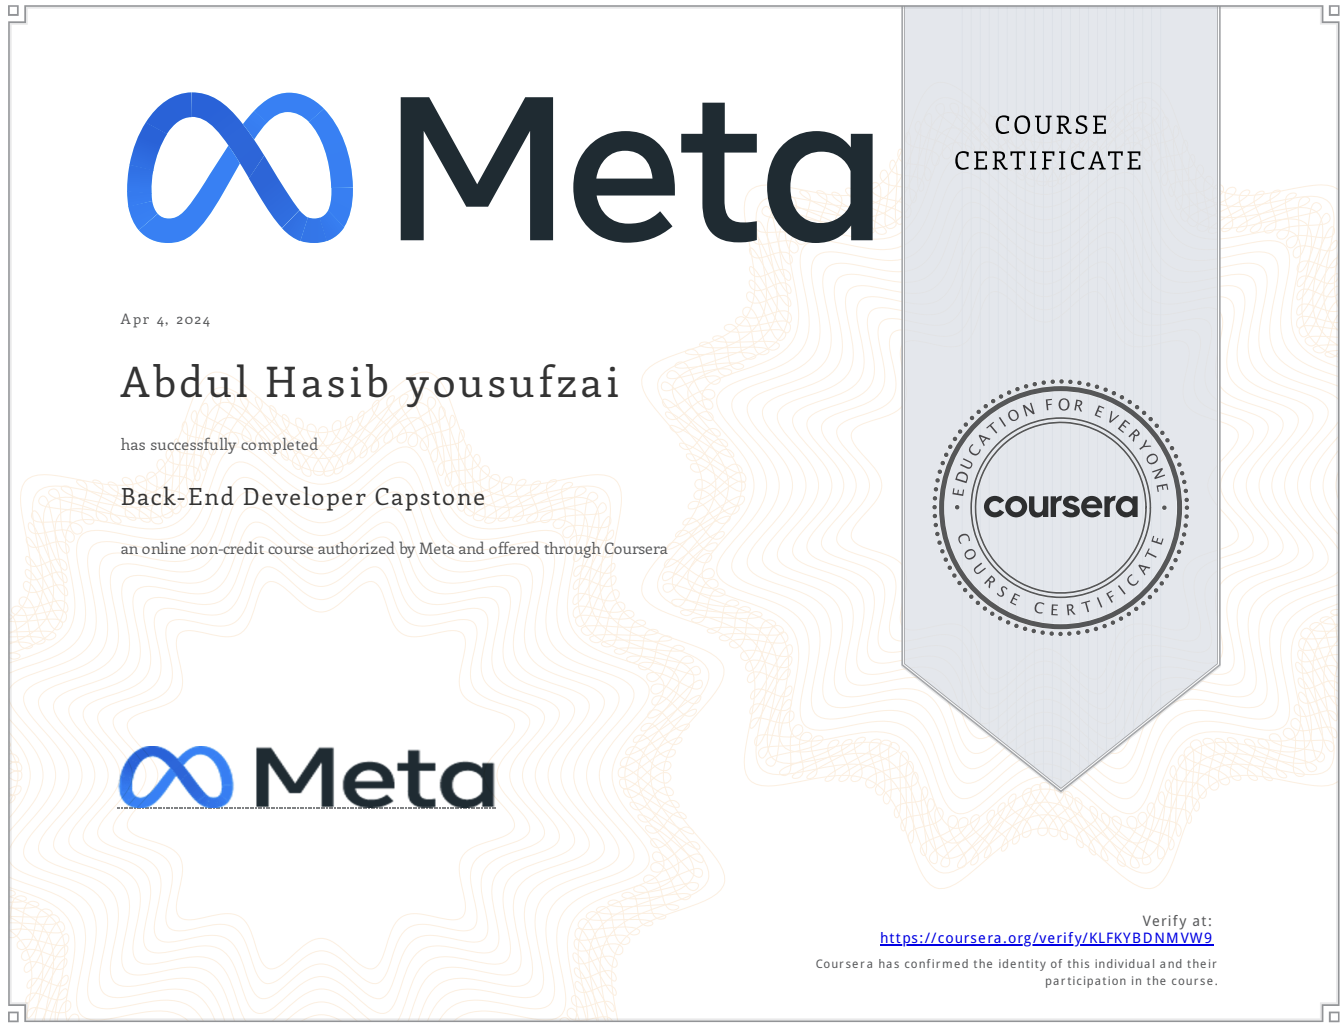 Meta
COURSE
CERTIFICATE
Apr 4, 2024
Abdul Hasib yousufzai
has successfully completed
Back-End Developer Capstone
an online non-credit course authorized by Meta and offered through Coursera
EDUCATION FOR EVERYONE
coursera
COURSE CERTIFICATE
Meta
Verify at:
https://coursera.org/verify/KLFKYBDNMVW9
Coursera has confirmed the identity of this individual and their
participation in the course.